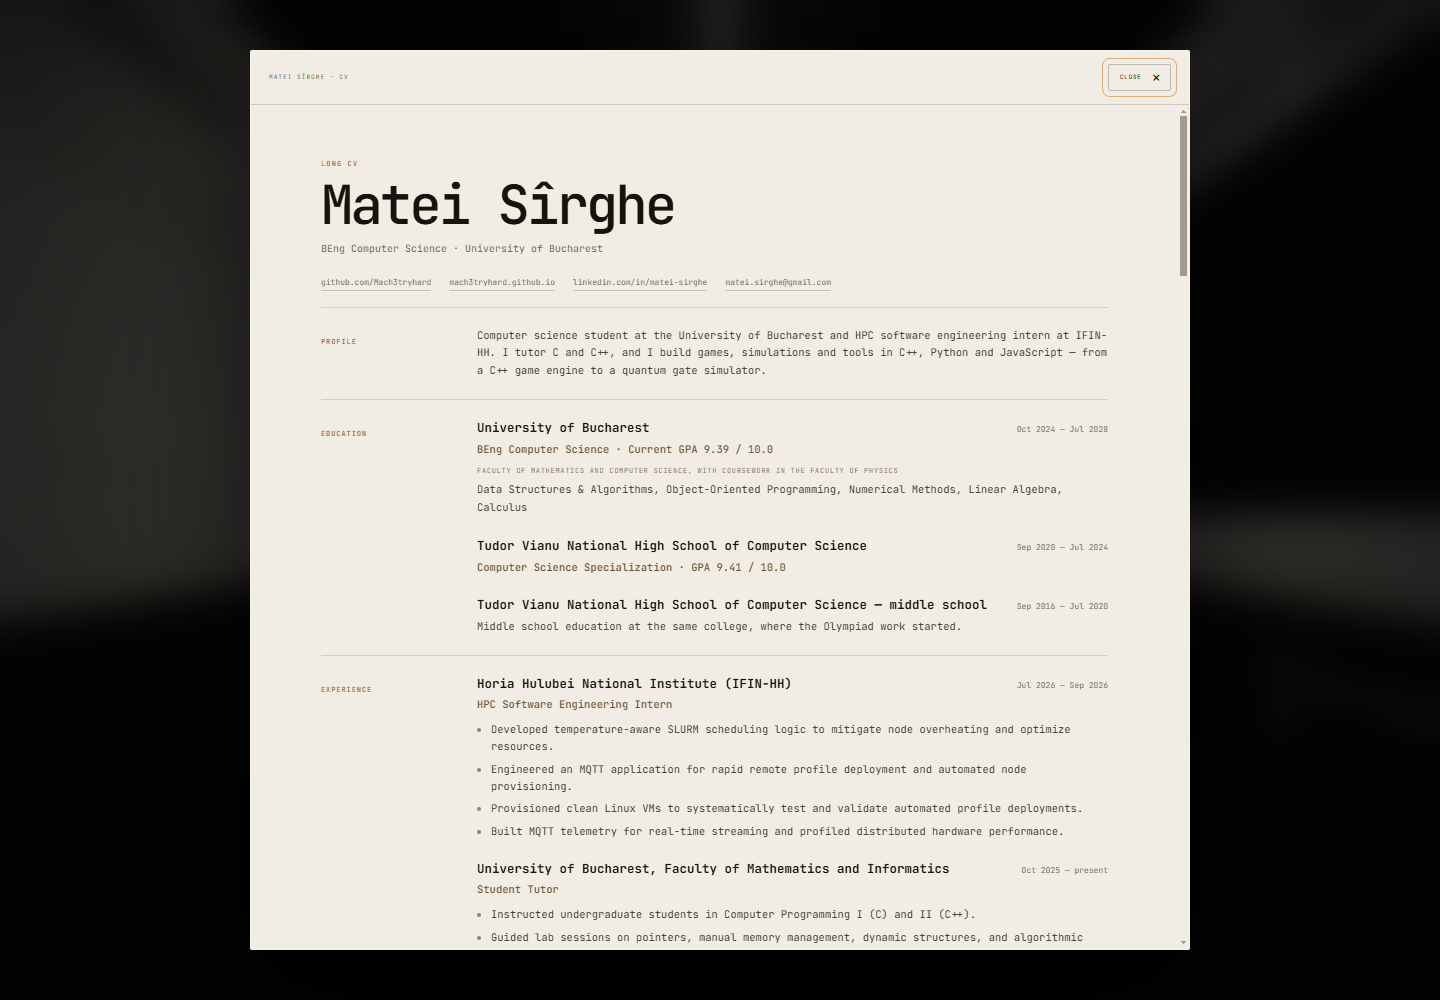 MATEI SÎRGHE · CV
CLOSE ×
LONG CV
Matei Sîrghe
BEng Computer Science · University of Bucharest
github.com/Mach3tryhard mach3tryhard.github.io linkedin.com/in/matei-sirghe matei.sirghe@gmail.com
PROFILE
Computer science student at the University of Bucharest and HPC software engineering intern at IFIN-
HH. I tutor C and C++, and I build games, simulations and tools in C++, Python and JavaScript — from
a C++ game engine to a quantum gate simulator.
EDUCATION
University of Bucharest Oct 2024 — Jul 2028
BEng Computer Science · Current GPA 9.39 / 10.0
FACULTY OF MATHEMATICS AND COMPUTER SCIENCE, WITH COURSEWORK IN THE FACULTY OF PHYSICS
Data Structures & Algorithms, Object-Oriented Programming, Numerical Methods, Linear Algebra,
Calculus
Tudor Vianu National High School of Computer Science Sep 2020 — Jul 2024
Computer Science Specialization · GPA 9.41 / 10.0
Tudor Vianu National High School of Computer Science — middle school Sep 2016 — Jul 2020
Middle school education at the same college, where the Olympiad work started.
EXPERIENCE
Horia Hulubei National Institute (IFIN-HH) Jul 2026 — Sep 2026
HPC Software Engineering Intern
• Developed temperature-aware SLURM scheduling logic to mitigate node overheating and optimize
resources.
• Engineered an MQTT application for rapid remote profile deployment and automated node
provisioning.
• Provisioned clean Linux VMs to systematically test and validate automated profile deployments.
• Built MQTT telemetry for real-time streaming and profiled distributed hardware performance.
University of Bucharest, Faculty of Mathematics and Informatics Oct 2025 — present
Student Tutor
• Instructed undergraduate students in Computer Programming I (C) and II (C++).
• Guided lab sessions on pointers, manual memory management, dynamic structures, and algorithmic